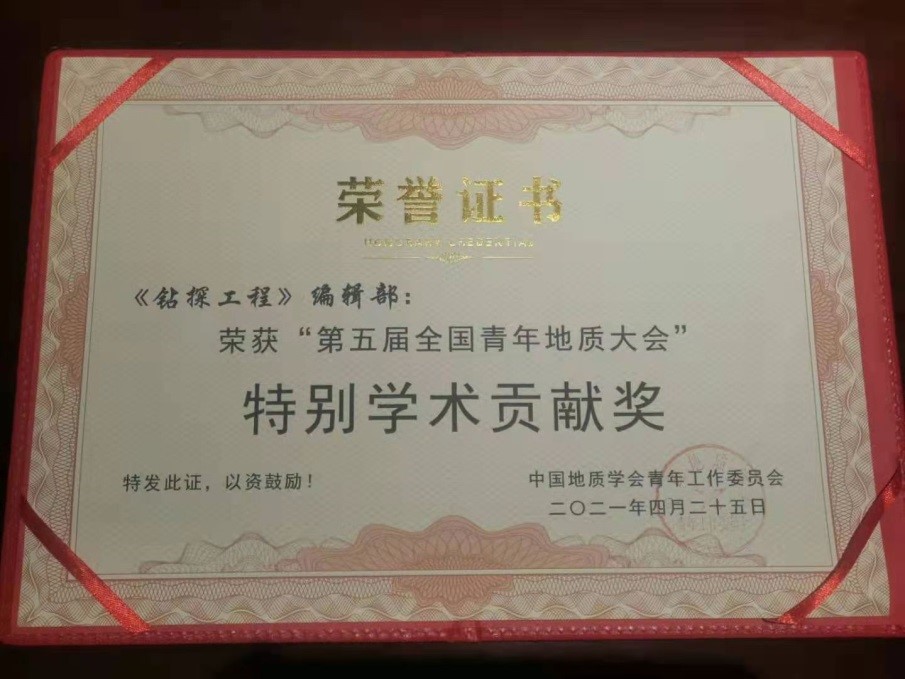 荣誉证书
HONORARY CREDENTIAL
《钻探工程》编辑部：
荣获“第五届全国青年地质大会”
特别学术贡献奖
特发此证，以资鼓励！
中国地质学会青年工作委员会
二〇二一年四月二十五日